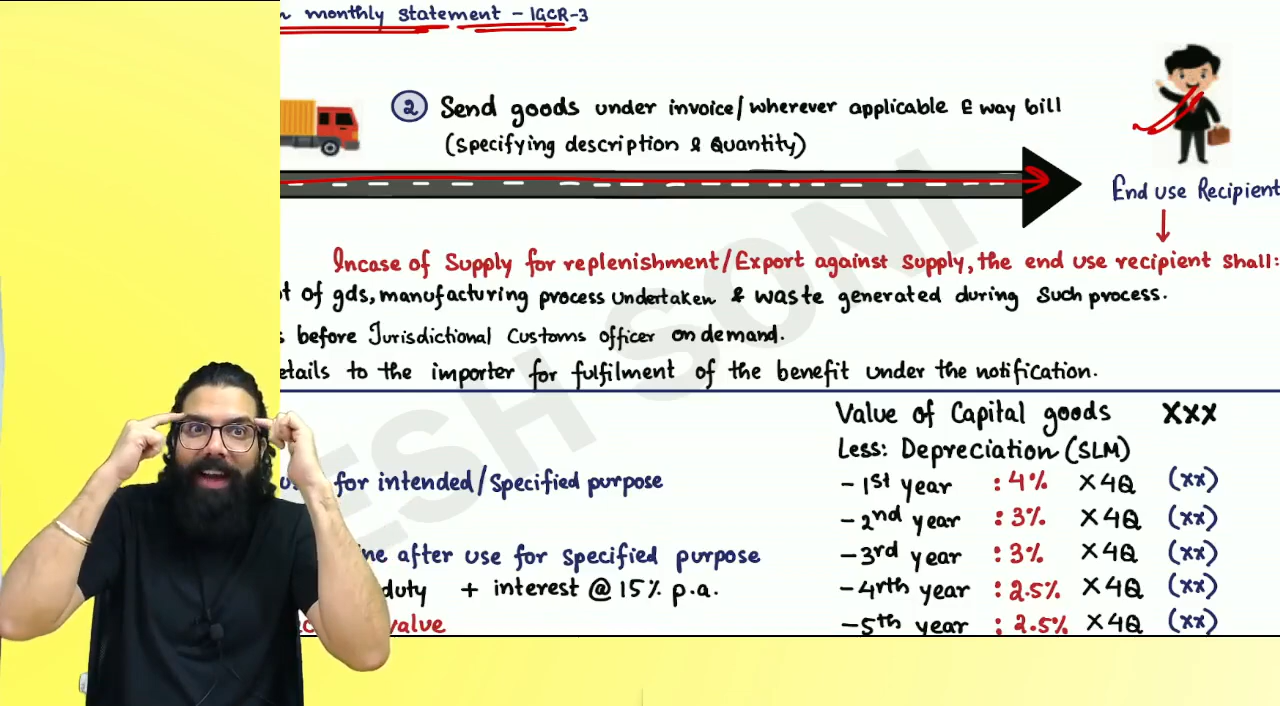 monthly statement - IGCR-3
2 Send goods under invoice/wherever applicable E way bill
(specifying description & Quantity)
End use Recipient
Incase of Supply for replenishment/Export against supply, the end use recipient shall:
of gds, manufacturing process undertaken & waste generated during such process.
before Jurisdictional Customs officer on demand.
etails to the importer for fulfilment of the benefit under the notification.
Value of Capital goods XXX
Less: Depreciation (SLM)
for intended/specified purpose
- 1st year : 4% X4Q (xx)
- 2nd year : 3% X4Q (xx)
- 3rd year : 3% X4Q (xx)
after use for specified purpose
duty + interest @ 15% p.a.
- 4rth year : 2.5% X4Q (xx)
- 5th year : 2.5% X4Q (xx)
value
ESH SONI